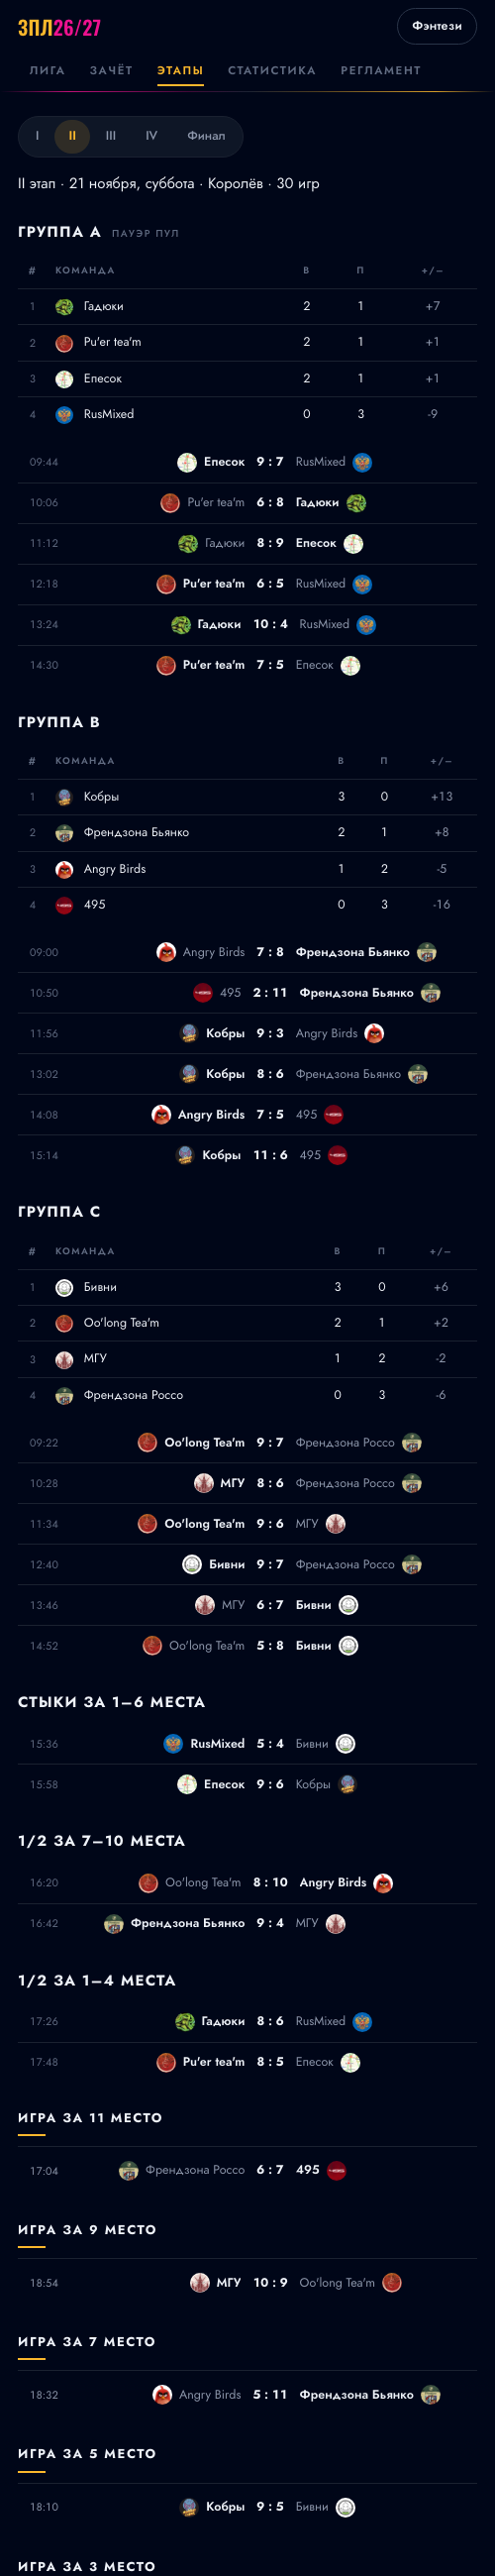 ЗПЛ26/27
Фэнтези
ЛИГА ЗАЧЁТ ЭТАПЫ СТАТИСТИКА РЕГЛАМЕНТ
I II III IV Финал
II этап · 21 ноября, суббота · Королёв · 30 игр
ГРУППА A ПАУЭР ПУЛ
# КОМАНДА В П +/−
1 Гадюки 2 1 +7
2 Pu'er tea'm 2 1 +1
3 Епесок 2 1 +1
4 RusMixed 0 3 -9
09:44 Епесок 9 : 7 RusMixed
10:06 Pu'er tea'm 6 : 8 Гадюки
11:12 Гадюки 8 : 9 Епесок
12:18 Pu'er tea'm 6 : 5 RusMixed
13:24 Гадюки 10 : 4 RusMixed
14:30 Pu'er tea'm 7 : 5 Епесок
ГРУППА B
# КОМАНДА В П +/−
1 Кобры 3 0 +13
2 Френдзона Бьянко 2 1 +8
3 Angry Birds 1 2 -5
4 495 0 3 -16
09:00 Angry Birds 7 : 8 Френдзона Бьянко
10:50 495 2 : 11 Френдзона Бьянко
11:56 Кобры 9 : 3 Angry Birds
13:02 Кобры 8 : 6 Френдзона Бьянко
14:08 Angry Birds 7 : 5 495
15:14 Кобры 11 : 6 495
ГРУППА C
# КОМАНДА В П +/−
1 Бивни 3 0 +6
2 Oo'long Tea'm 2 1 +2
3 МГУ 1 2 -2
4 Френдзона Россо 0 3 -6
09:22 Oo'long Tea'm 9 : 7 Френдзона Россо
10:28 МГУ 8 : 6 Френдзона Россо
11:34 Oo'long Tea'm 9 : 6 МГУ
12:40 Бивни 9 : 7 Френдзона Россо
13:46 МГУ 6 : 7 Бивни
14:52 Oo'long Tea'm 5 : 8 Бивни
СТЫКИ ЗА 1–6 МЕСТА
15:36 RusMixed 5 : 4 Бивни
15:58 Епесок 9 : 6 Кобры
1/2 ЗА 7–10 МЕСТА
16:20 Oo'long Tea'm 8 : 10 Angry Birds
16:42 Френдзона Бьянко 9 : 4 МГУ
1/2 ЗА 1–4 МЕСТА
17:26 Гадюки 8 : 6 RusMixed
17:48 Pu'er tea'm 8 : 5 Епесок
ИГРА ЗА 11 МЕСТО
17:04 Френдзона Россо 6 : 7 495
ИГРА ЗА 9 МЕСТО
18:54 МГУ 10 : 9 Oo'long Tea'm
ИГРА ЗА 7 МЕСТО
18:32 Angry Birds 5 : 11 Френдзона Бьянко
ИГРА ЗА 5 МЕСТО
18:10 Кобры 9 : 5 Бивни
ИГРА ЗА 3 МЕСТО